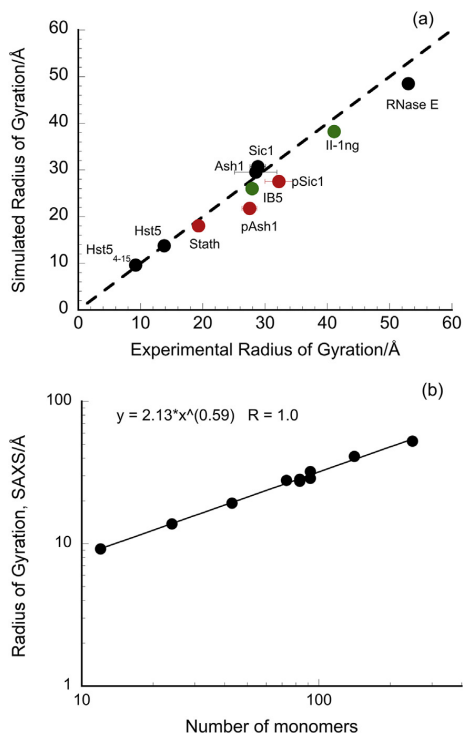 (a)
Simulated Radius of Gyration/Å
60
50
40
30
20
10
0
RNase E
Il-1ng
Sic1
Ash1
pSic1
IB5
pAsh1
Stath
Hst5
Hst5
4-15
0 10 20 30 40 50 60
Experimental Radius of Gyration/Å
(b)
Radius of Gyration, SAXS/Å
100
10
1
y = 2.13*x^(0.59) R = 1.0
10 100
Number of monomers